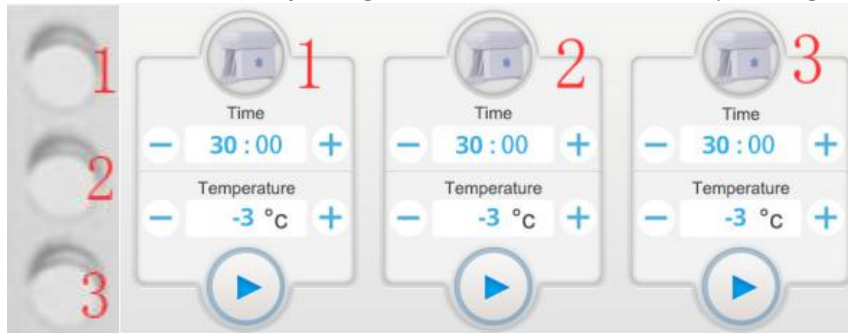 1
2
3
1
Time
− 30 : 00 +
Temperature
− -3 °C +
2
Time
− 30 : 00 +
Temperature
− -3 °C +
3
Time
− 30 : 00 +
Temperature
− -3 °C +